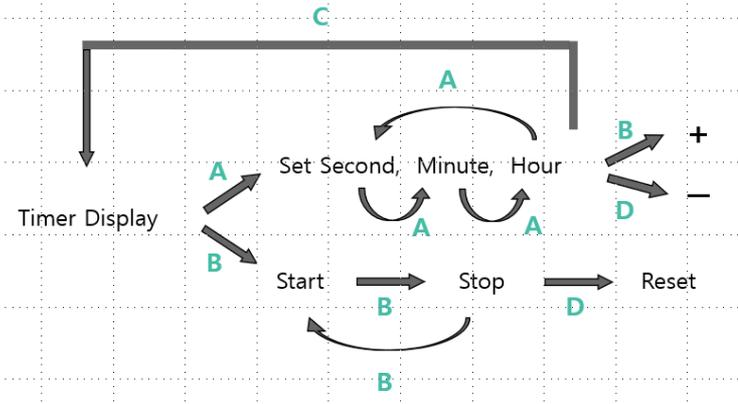 C
A
B +
A Set Second, Minute, Hour
D −
Timer Display
A A
B
Start Stop Reset
B D
B